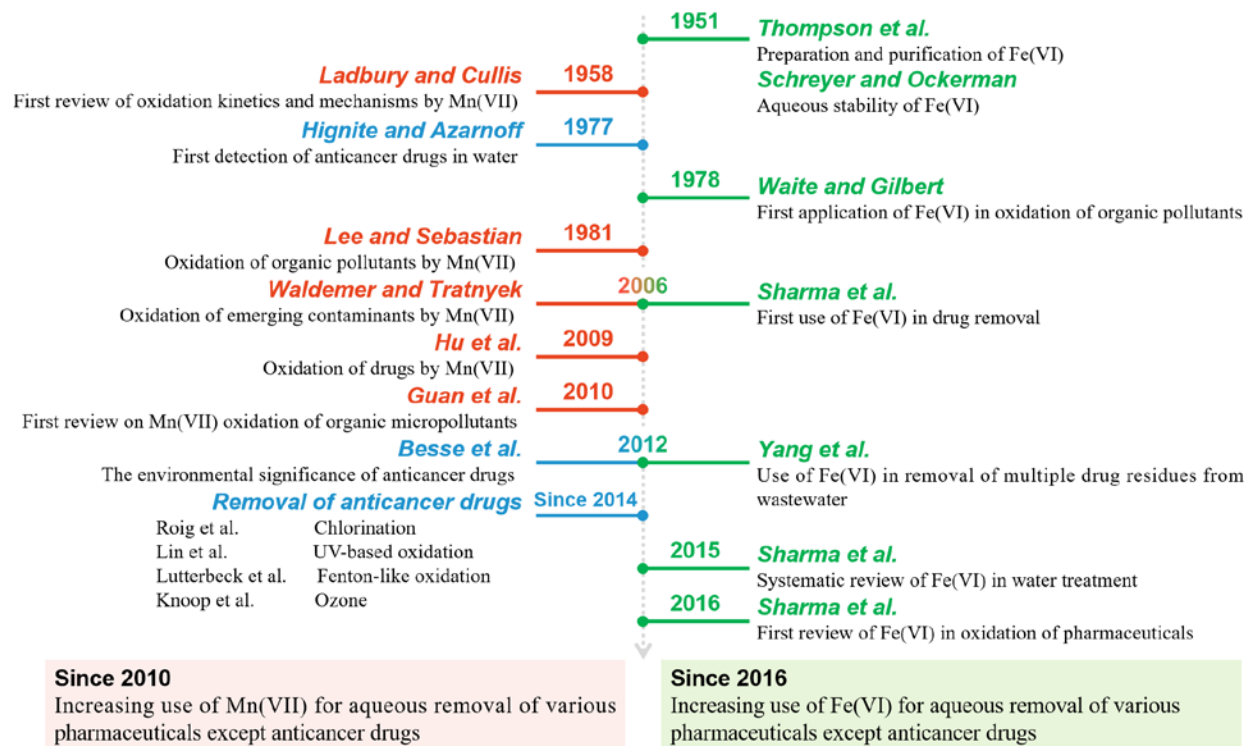 1951
Thompson et al.
Preparation and purification of Fe(VI)
Ladbury and Cullis
1958
Schreyer and Ockerman
First review of oxidation kinetics and mechanisms by Mn(VII)
Aqueous stability of Fe(VI)
Hignite and Azarnoff
1977
First detection of anticancer drugs in water
1978
Waite and Gilbert
First application of Fe(VI) in oxidation of organic pollutants
Lee and Sebastian
1981
Oxidation of organic pollutants by Mn(VII)
Waldemer and Tratnyek
2006
Sharma et al.
Oxidation of emerging contaminants by Mn(VII)
First use of Fe(VI) in drug removal
Hu et al.
2009
Oxidation of drugs by Mn(VII)
Guan et al.
2010
First review on Mn(VII) oxidation of organic micropollutants
Besse et al.
2012
Yang et al.
The environmental significance of anticancer drugs
Use of Fe(VI) in removal of multiple drug residues from
wastewater
Removal of anticancer drugs
Since 2014
Roig et al. Chlorination
Lin et al. UV-based oxidation
Lutterbeck et al. Fenton-like oxidation
Knoop et al. Ozone
2015
Sharma et al.
Systematic review of Fe(VI) in water treatment
2016
Sharma et al.
First review of Fe(VI) in oxidation of pharmaceuticals
Since 2010
Increasing use of Mn(VII) for aqueous removal of various
pharmaceuticals except anticancer drugs
Since 2016
Increasing use of Fe(VI) for aqueous removal of various
pharmaceuticals except anticancer drugs